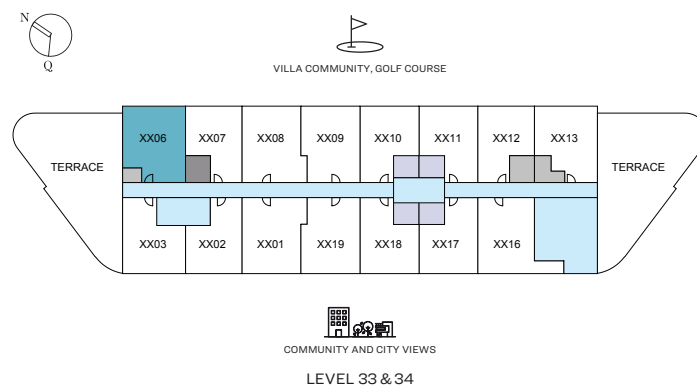 N
Q
VILLA COMMUNITY, GOLF COURSE
XX06 XX07 XX08 XX09 XX10 XX11 XX12 XX13
TERRACE TERRACE
XX03 XX02 XX01 XX19 XX18 XX17 XX16
COMMUNITY AND CITY VIEWS
LEVEL 33 & 34